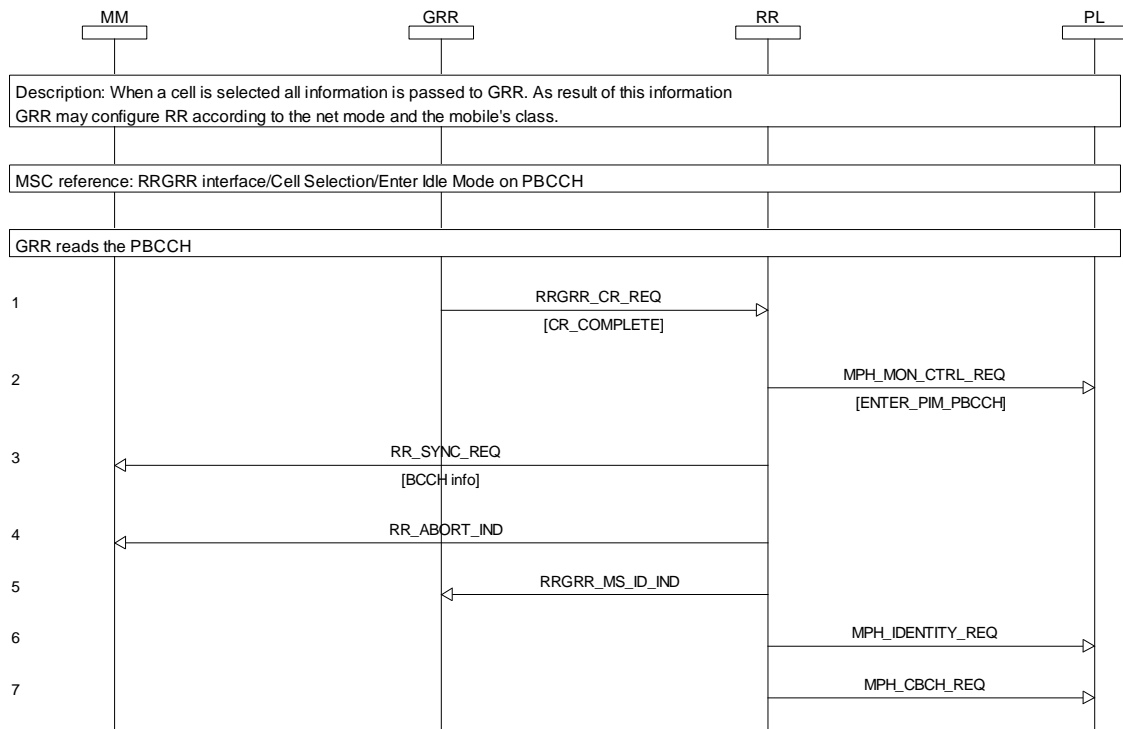 MM GRR RR PL
Description: When a cell is selected all information is passed to GRR. As result of this information
GRR may configure RR according to the net mode and the mobile's class.
MSC reference: RRGRR interface/Cell Selection/Enter Idle Mode on PBCCH
GRR reads the PBCCH
1 RRGRR_CR_REQ
[CR_COMPLETE]
2 MPH_MON_CTRL_REQ
[ENTER_PIM_PBCCH]
3 RR_SYNC_REQ
[BCCH info]
4 RR_ABORT_IND
5 RRGRR_MS_ID_IND
6 MPH_IDENTITY_REQ
7 MPH_CBCH_REQ